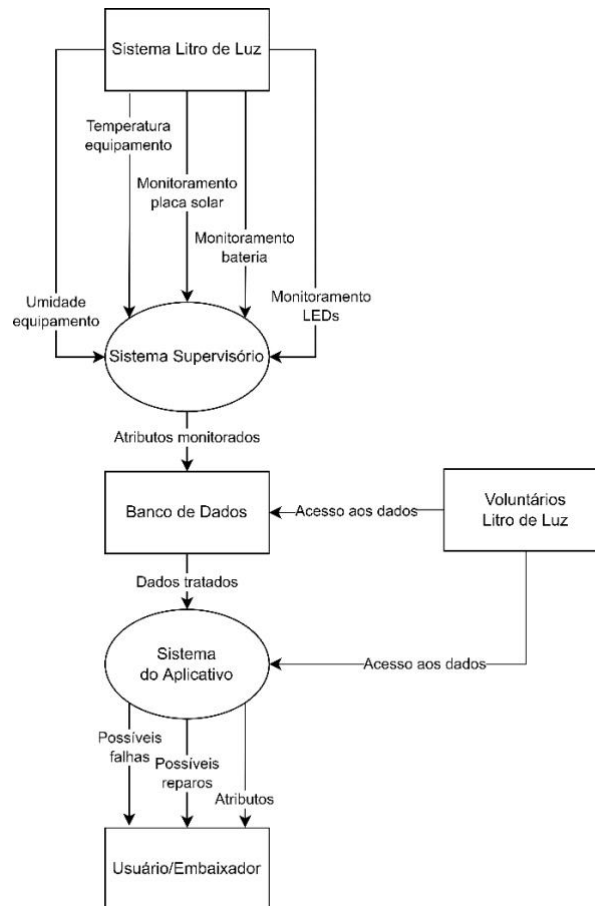 Sistema Litro de Luz
Temperatura
equipamento
Monitoramento
placa solar
Monitoramento
bateria
Umidade
equipamento
Monitoramento
LEDs
Sistema Supervisório
Atributos monitorados
Banco de Dados
Acesso aos dados
Voluntários
Litro de Luz
Dados tratados
Sistema
do Aplicativo
Acesso aos dados
Possíveis
falhas
Possíveis
reparos
Atributos
Usuário/Embaixador